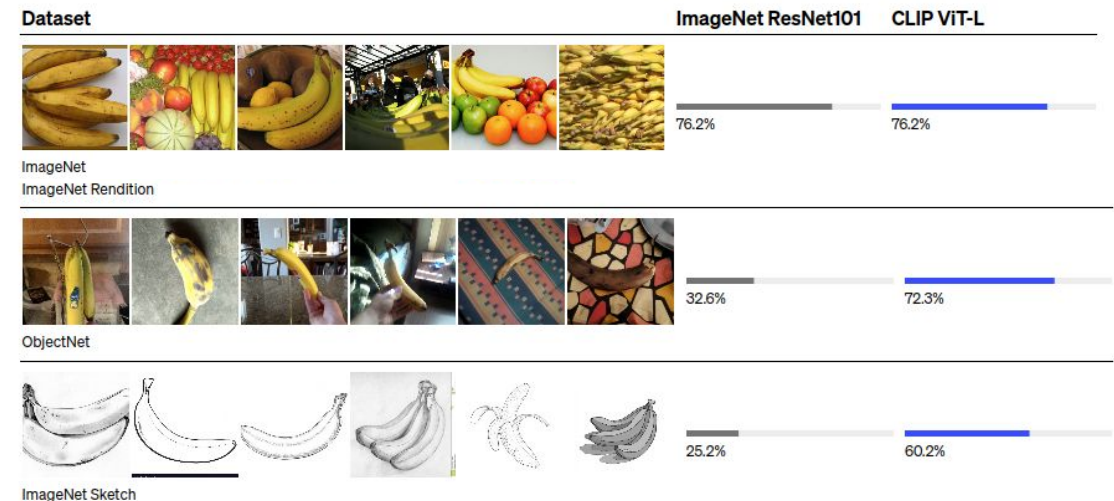 Dataset ImageNet ResNet101 CLIP ViT-L
76.2% 76.2%
ImageNet
ImageNet Rendition
32.6% 72.3%
ObjectNet
25.2% 60.2%
ImageNet Sketch